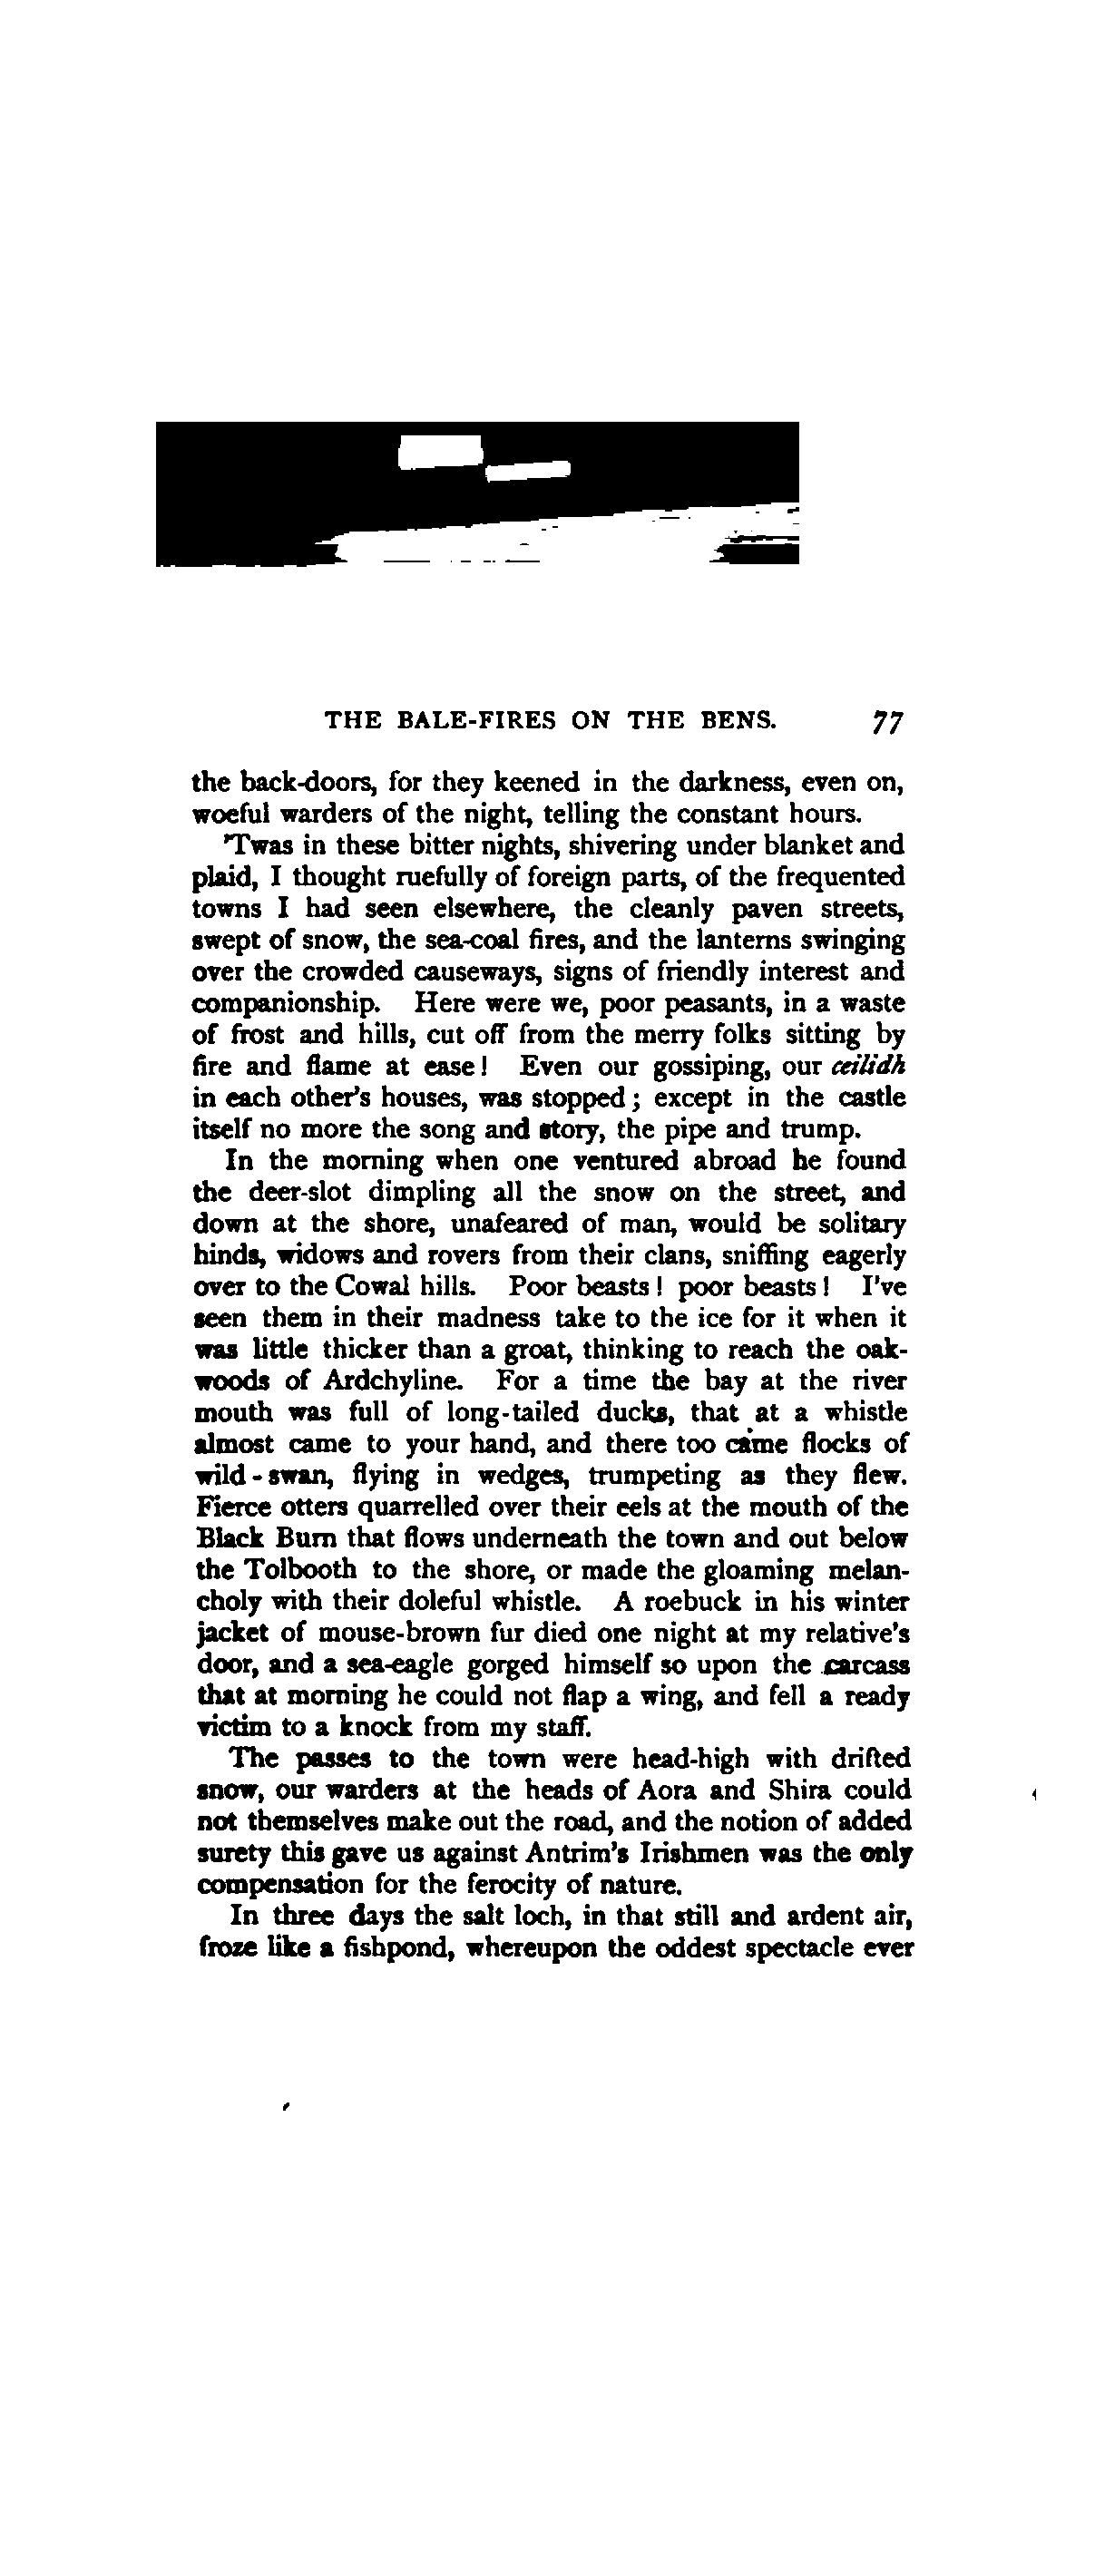 THE BALE-FIRES ON THE BENS. 77
the back-doors, for they keened in the darkness, even on,
woeful warders of the night, telling the constant hours.
'Twas in these bitter nights, shivering under blanket and
plaid, I thought ruefully of foreign parts, of the frequented
towns I had seen elsewhere, the cleanly paven streets,
swept of snow, the sea-coal fires, and the lanterns swinging
over the crowded causeways, signs of friendly interest and
companionship. Here were we, poor peasants, in a waste
of frost and hills, cut off from the merry folks sitting by
fire and flame at ease! Even our gossiping, our ceilidh
in each other's houses, was stopped; except in the castle
itself no more the song and story, the pipe and trump.
In the morning when one ventured abroad he found
the deer-slot dimpling all the snow on the street, and
down at the shore, unafeared of man, would be solitary
hinds, widows and rovers from their clans, sniffing eagerly
over to the Cowal hills. Poor beasts! poor beasts! I've
seen them in their madness take to the ice for it when it
was little thicker than a groat, thinking to reach the oak-
woods of Ardchyline. For a time the bay at the river
mouth was full of long-tailed ducks, that at a whistle
almost came to your hand, and there too came flocks of
wild-swan, flying in wedges, trumpeting as they flew.
Fierce otters quarrelled over their eels at the mouth of the
Black Burn that flows underneath the town and out below
the Tolbooth to the shore, or made the gloaming melan-
choly with their doleful whistle. A roebuck in his winter
jacket of mouse-brown fur died one night at my relative's
door, and a sea-eagle gorged himself so upon the carcass
that at morning he could not flap a wing, and fell a ready
victim to a knock from my staff.
The passes to the town were head-high with drifted
snow, our warders at the heads of Aora and Shira could
not themselves make out the road, and the notion of added
surety this gave us against Antrim's Irishmen was the only
compensation for the ferocity of nature.
In three days the salt loch, in that still and ardent air,
froze like a fishpond, whereupon the oddest spectacle ever